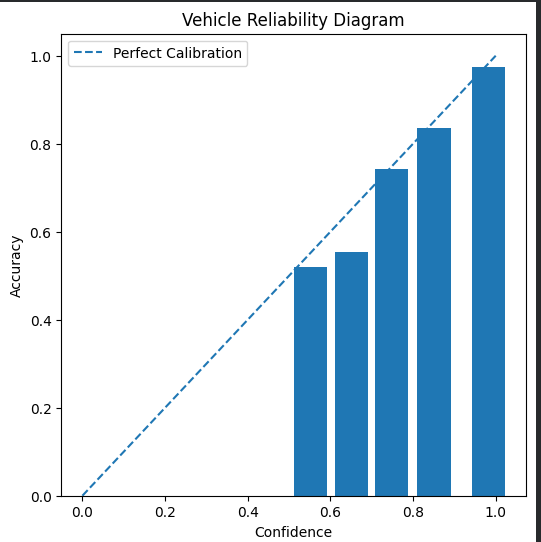 Vehicle Reliability Diagram
Perfect Calibration
1.0
0.8
0.6
0.4
0.2
0.0
Accuracy
0.0 0.2 0.4 0.6 0.8 1.0
Confidence